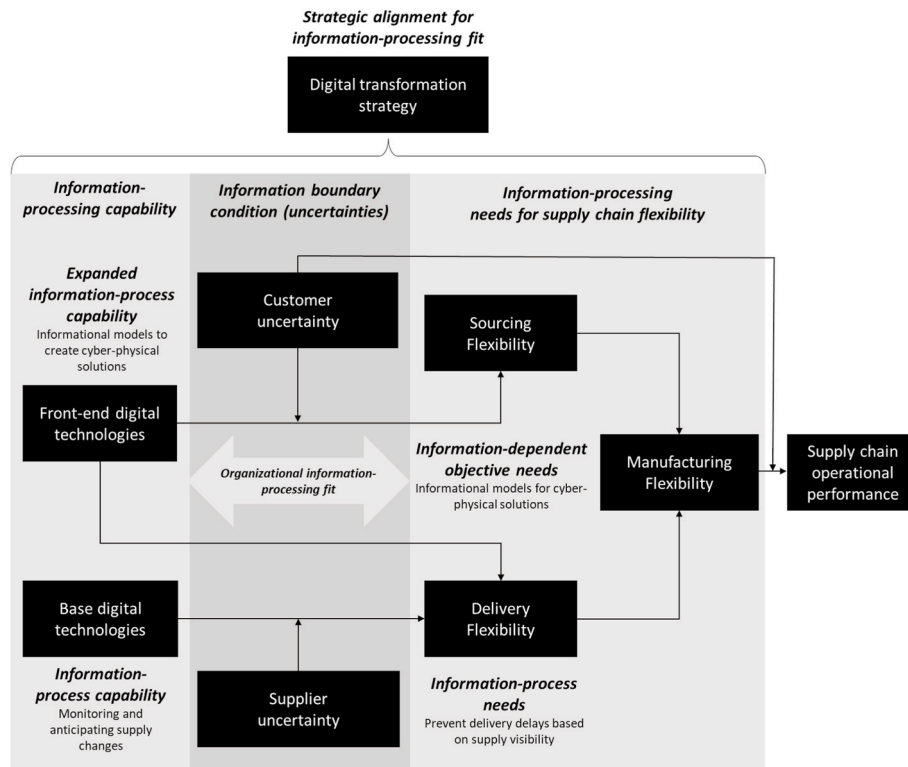 Strategic alignment for
information-processing fit
Digital transformation
strategy
Information-
processing capability
Information boundary
condition (uncertainties)
Information-processing
needs for supply chain flexibility
Expanded
information-process
capability
Informational models to
create cyber-physical
solutions
Customer
uncertainty
Sourcing
Flexibility
Front-end digital
technologies
Organizational information-
processing fit
Information-dependent
objective needs
Informational models for cyber-
physical solutions
Manufacturing
Flexibility
Supply chain
operational
performance
Base digital
technologies
Delivery
Flexibility
Information-
process capability
Monitoring and
anticipating supply
changes
Supplier
uncertainty
Information-process
needs
Prevent delivery delays based
on supply visibility